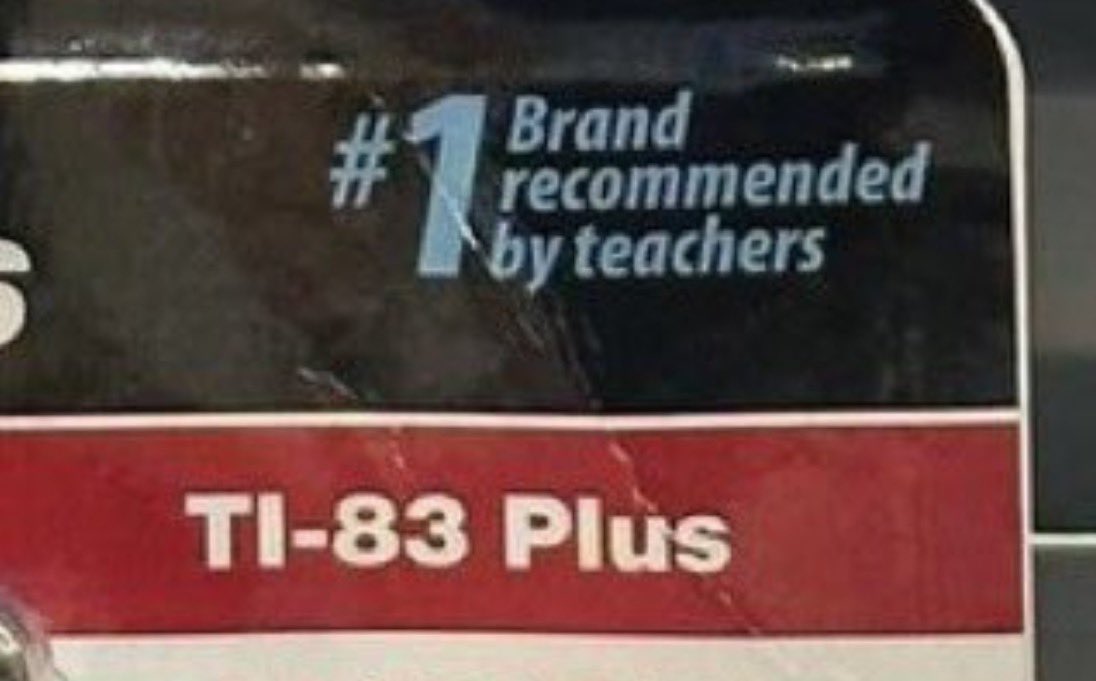 #1 Brand
recommended
by teachers
TI-83 Plus